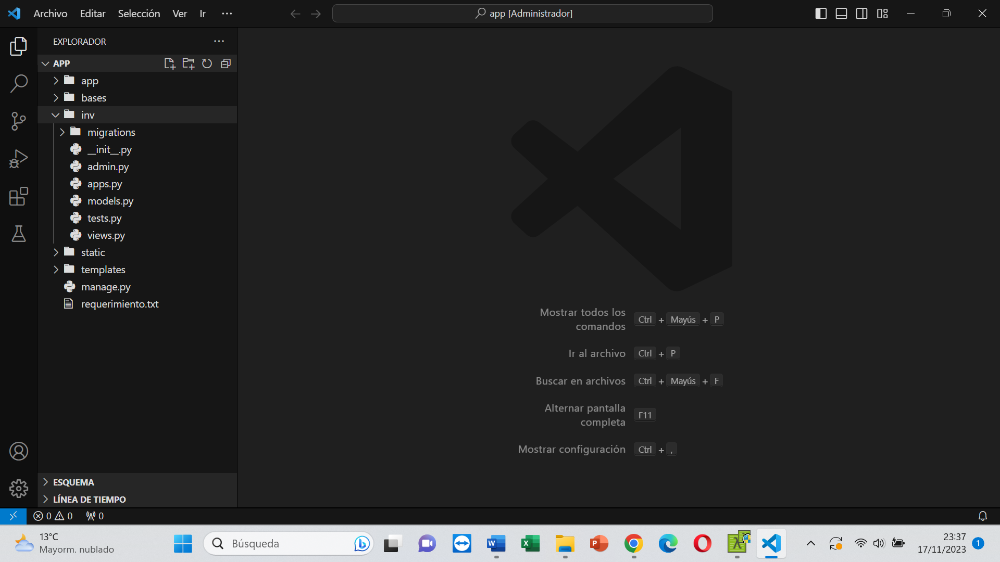 Archivo Editar Selección Ver Ir ···
app [Administrador]
EXPLORADOR
APP
app
bases
inv
migrations
__init__.py
admin.py
apps.py
models.py
tests.py
views.py
static
templates
manage.py
requerimiento.txt
Mostrar todos los comandos Ctrl + Mayús + P
Ir al archivo Ctrl + P
Buscar en archivos Ctrl + Mayús + F
Alternar pantalla completa F11
Mostrar configuración Ctrl + ,
ESQUEMA
LÍNEA DE TIEMPO
0 0 0
13°C
Mayorm. nublado
Búsqueda
23:37
17/11/2023
1